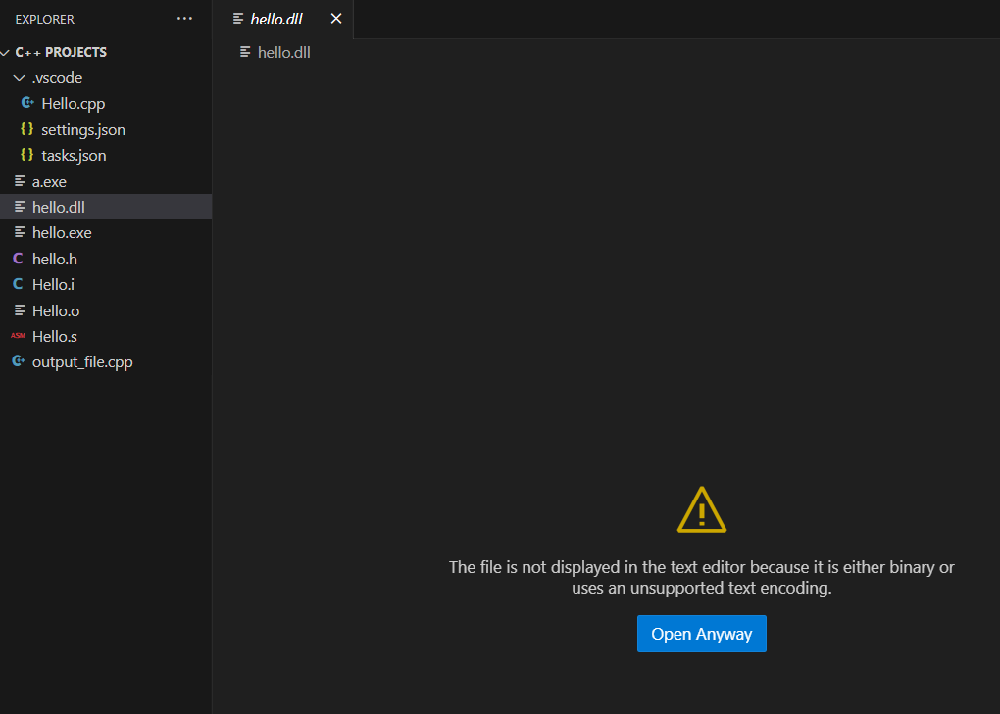 EXPLORER
···
hello.dll
C++ PROJECTS
hello.dll
.vscode
Hello.cpp
{} settings.json
{} tasks.json
a.exe
hello.dll
hello.exe
C hello.h
C Hello.i
Hello.o
ASM Hello.s
output_file.cpp
The file is not displayed in the text editor because it is either binary or
uses an unsupported text encoding.
Open Anyway